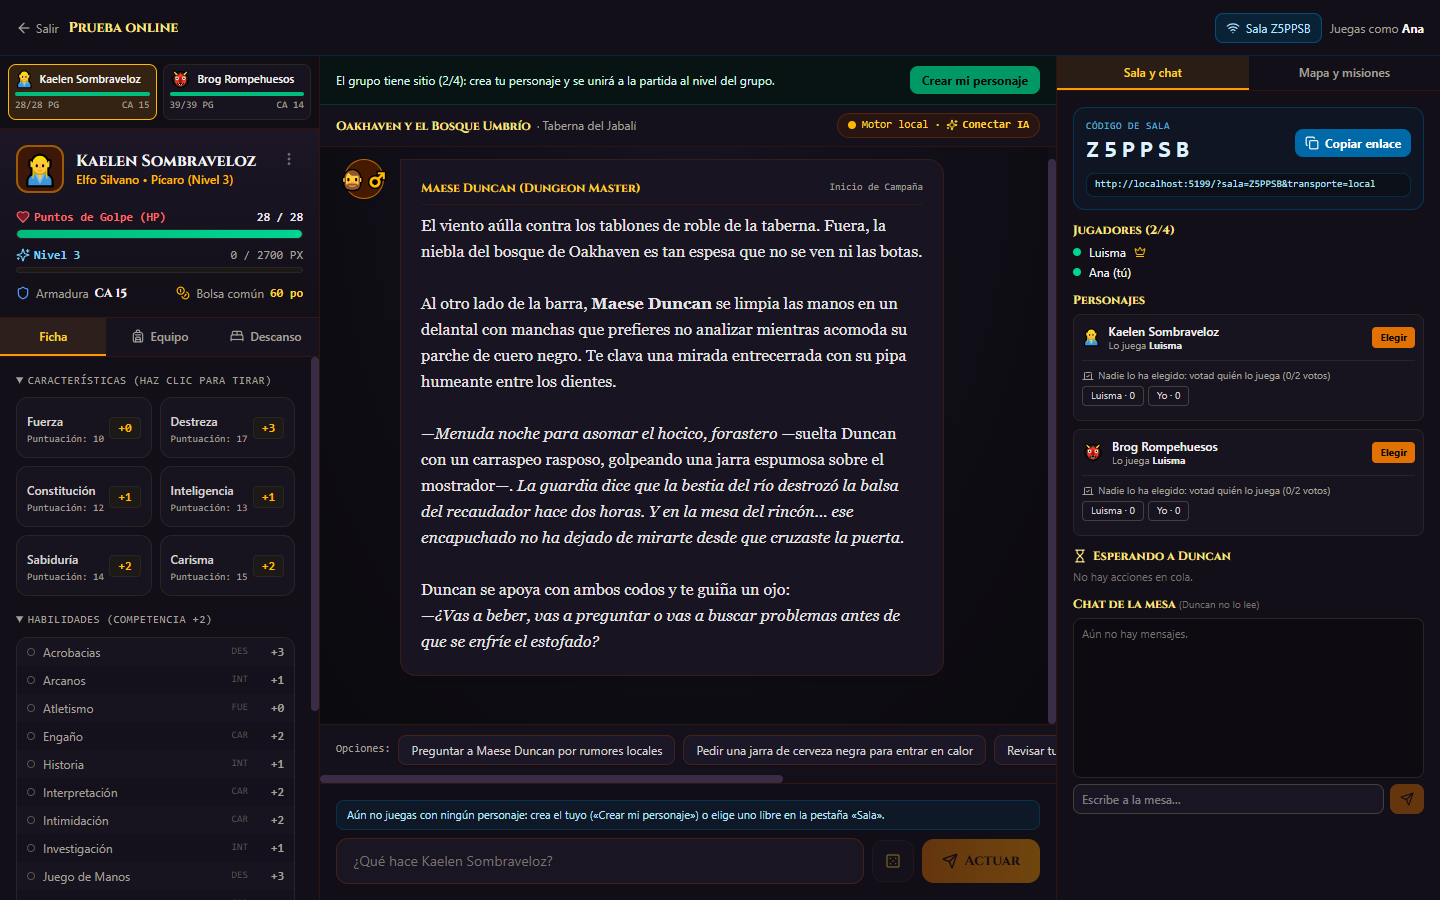 Salir
PRUEBA ONLINE
Sala Z5PPSB
Juegas como Ana
Kaelen Sombraveloz
28/28 PG
CA 15
Brog Rompehuesos
39/39 PG
CA 14
KAELEN SOMBRAVELOZ
Elfo Silvano • Pícaro (Nivel 3)
Puntos de Golpe (HP)
28 / 28
Nivel 3
0 / 2700 PX
Armadura CA 15
Bolsa común 60 po
Ficha
Equipo
Descanso
▼ CARACTERÍSTICAS (HAZ CLIC PARA TIRAR)
Fuerza
Puntuación: 10
+0
Destreza
Puntuación: 17
+3
Constitución
Puntuación: 12
+1
Inteligencia
Puntuación: 13
+1
Sabiduría
Puntuación: 14
+2
Carisma
Puntuación: 15
+2
▼ HABILIDADES (COMPETENCIA +2)
Acrobacias DES +3
Arcanos INT +1
Atletismo FUE +0
Engaño CAR +2
Historia INT +1
Interpretación CAR +2
Intimidación CAR +2
Investigación INT +1
Juego de Manos DES +3
El grupo tiene sitio (2/4): crea tu personaje y se unirá a la partida al nivel del grupo.
Crear mi personaje
OAKHAVEN Y EL BOSQUE UMBRÍO · Taberna del Jabalí
Motor local · Conectar IA
MAESE DUNCAN (DUNGEON MASTER)
Inicio de Campaña
El viento aúlla contra los tablones de roble de la taberna. Fuera, la
niebla del bosque de Oakhaven es tan espesa que no se ven ni las botas.
Al otro lado de la barra, Maese Duncan se limpia las manos en un
delantal con manchas que prefieres no analizar mientras acomoda su
parche de cuero negro. Te clava una mirada entrecerrada con su pipa
humeante entre los dientes.
—Menuda noche para asomar el hocico, forastero —suelta Duncan
con un carraspeo rasposo, golpeando una jarra espumosa sobre el
mostrador—. La guardia dice que la bestia del río destrozó la balsa
del recaudador hace dos horas. Y en la mesa del rincón... ese
encapuchado no ha dejado de mirarte desde que cruzaste la puerta.
Duncan se apoya con ambos codos y te guiña un ojo:
—¿Vas a beber, vas a preguntar o vas a buscar problemas antes de
que se enfríe el estofado?
Opciones:
Preguntar a Maese Duncan por rumores locales
Pedir una jarra de cerveza negra para entrar en calor
Revisar tu
Aún no juegas con ningún personaje: crea el tuyo («Crear mi personaje») o elige uno libre en la pestaña «Sala».
¿Qué hace Kaelen Sombraveloz?
ACTUAR
Sala y chat
Mapa y misiones
CÓDIGO DE SALA
Z5PPSB
Copiar enlace
http://localhost:5199/?sala=Z5PPSB&transporte=local
JUGADORES (2/4)
Luisma
Ana (tú)
PERSONAJES
Kaelen Sombraveloz
Lo juega Luisma
Elegir
Nadie lo ha elegido: votad quién lo juega (0/2 votos)
Luisma · 0
Yo · 0
Brog Rompehuesos
Lo juega Luisma
Elegir
Nadie lo ha elegido: votad quién lo juega (0/2 votos)
Luisma · 0
Yo · 0
ESPERANDO A DUNCAN
No hay acciones en cola.
CHAT DE LA MESA (Duncan no lo lee)
Aún no hay mensajes.
Escribe a la mesa...